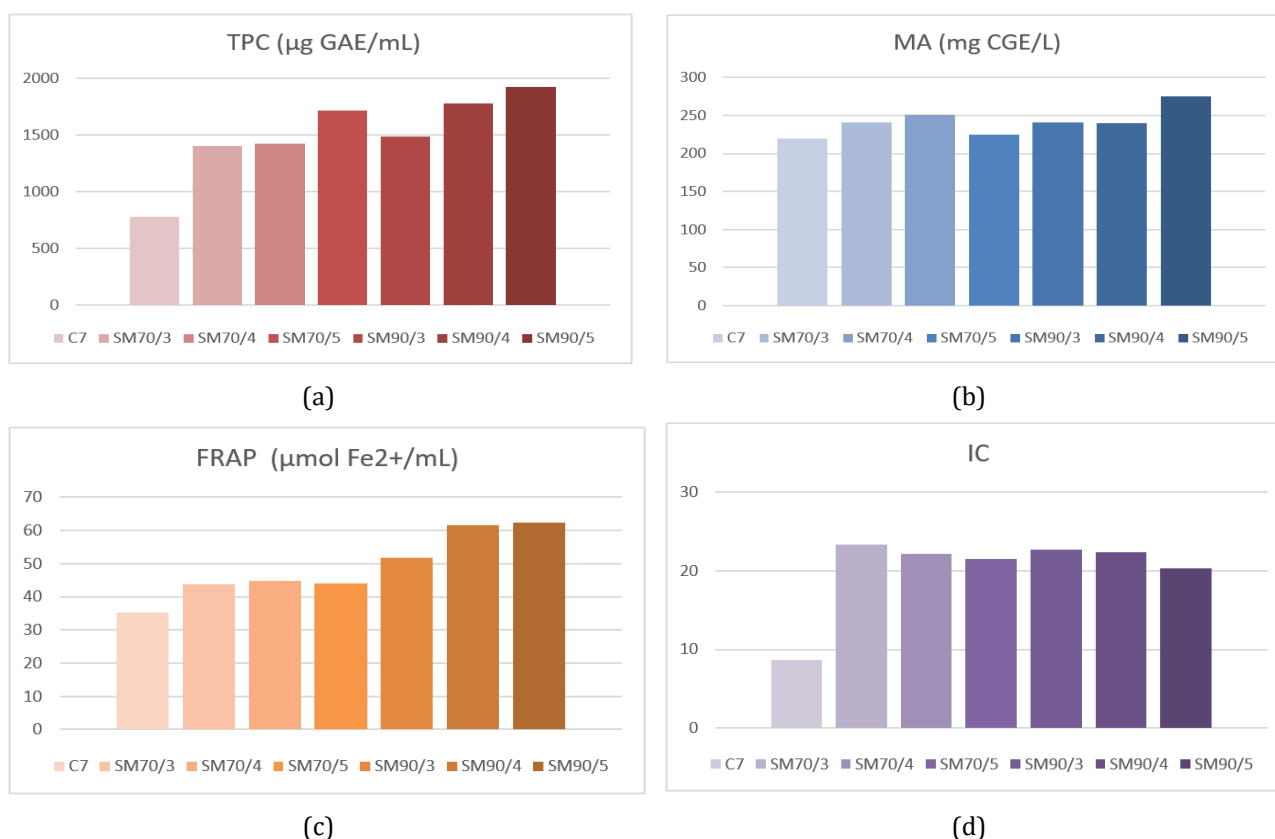 TPC (µg GAE/mL)
2000
1500
1000
500
0
C7 SM70/3 SM70/4 SM70/5 SM90/3 SM90/4 SM90/5
(a)
MA (mg CGE/L)
300
250
200
150
100
50
0
C7 SM70/3 SM70/4 SM70/5 SM90/3 SM90/4 SM90/5
(b)
FRAP (µmol Fe2+/mL)
70
60
50
40
30
20
10
0
C7 SM70/3 SM70/4 SM70/5 SM90/3 SM90/4 SM90/5
(c)
IC
30
20
10
0
C7 SM70/3 SM70/4 SM70/5 SM90/3 SM90/4 SM90/5
(d)